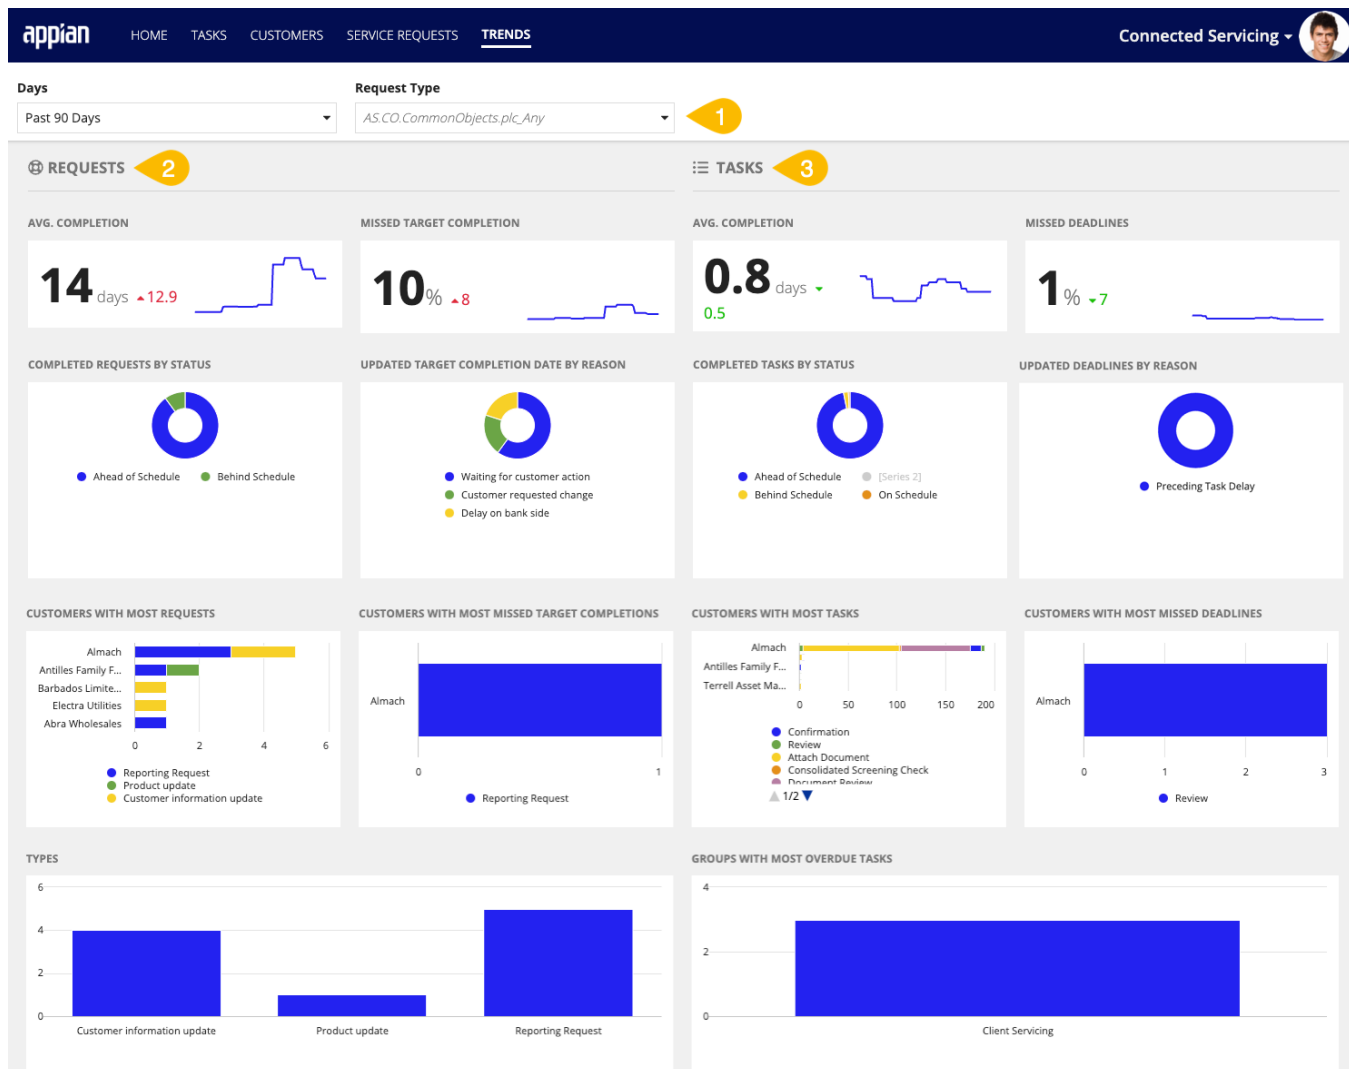 appian HOME TASKS CUSTOMERS SERVICE REQUESTS TRENDS Connected Servicing
Days
Past 90 Days
Request Type
AS.CO.CommonObjects.plc_Any
1
REQUESTS 2
AVG. COMPLETION
14 days 12.9
MISSED TARGET COMPLETION
10% 8
COMPLETED REQUESTS BY STATUS
Ahead of Schedule Behind Schedule
UPDATED TARGET COMPLETION DATE BY REASON
Waiting for customer action
Customer requested change
Delay on bank side
CUSTOMERS WITH MOST REQUESTS
Almach
Antilles Family F...
Barbados Limite...
Electra Utilities
Abra Wholesales
0 2 4 6
Reporting Request
Product update
Customer information update
CUSTOMERS WITH MOST MISSED TARGET COMPLETIONS
Almach
0 1
Reporting Request
TYPES
6
4
2
0
Customer information update Product update Reporting Request
TASKS 3
AVG. COMPLETION
0.8 days
0.5
MISSED DEADLINES
1% 7
COMPLETED TASKS BY STATUS
Ahead of Schedule [Series 2]
Behind Schedule On Schedule
UPDATED DEADLINES BY REASON
Preceding Task Delay
CUSTOMERS WITH MOST TASKS
Almach
Antilles Family F...
Terrell Asset Ma...
0 50 100 150 200
Confirmation
Review
Attach Document
Consolidated Screening Check
Document Review
1/2
CUSTOMERS WITH MOST MISSED DEADLINES
Almach
0 1 2 3
Review
GROUPS WITH MOST OVERDUE TASKS
4
2
0
Client Servicing